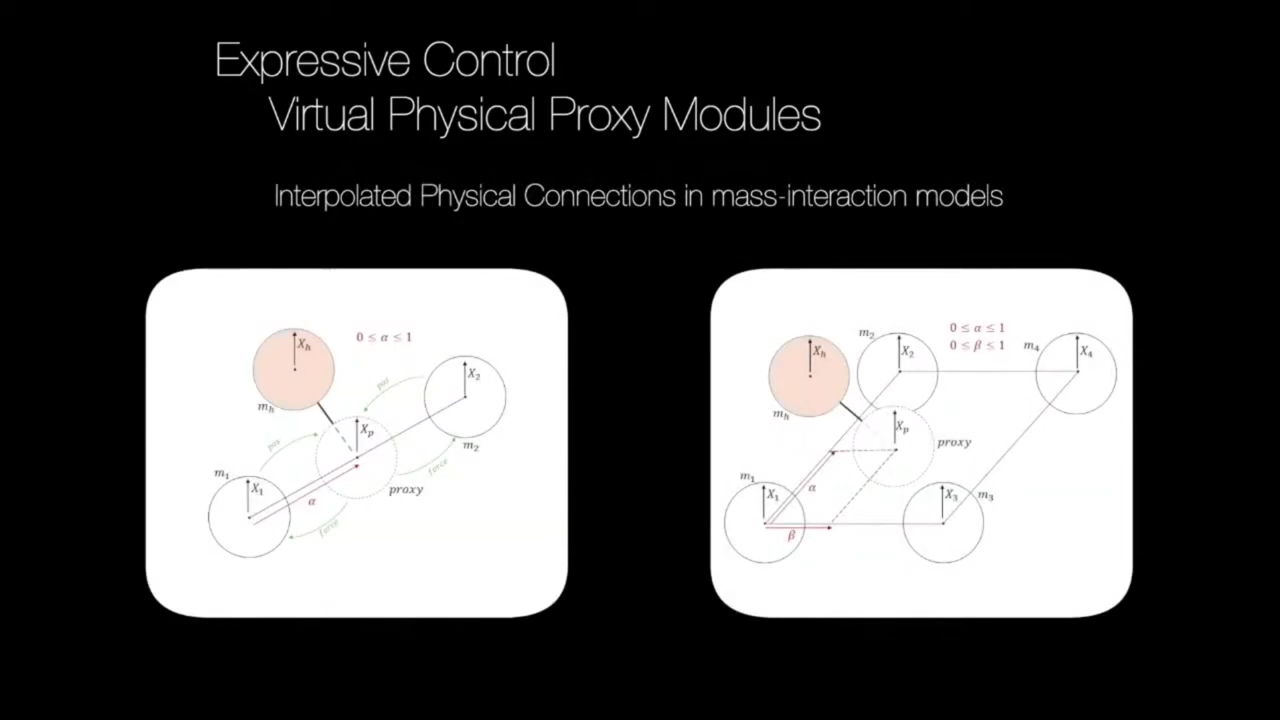 Expressive Control
Virtual Physical Proxy Modules
Interpolated Physical Connections in mass-interaction models
0 ≤ α ≤ 1
X_h
m_h
pos
X_2
m_2
X_p
pos
m_1
X_1
α
proxy
force
force
0 ≤ α ≤ 1
0 ≤ β ≤ 1
m_2
m_4
X_h
X_2
X_4
m_h
X_p
proxy
m_1
X_1
α
X_3
m_3
β